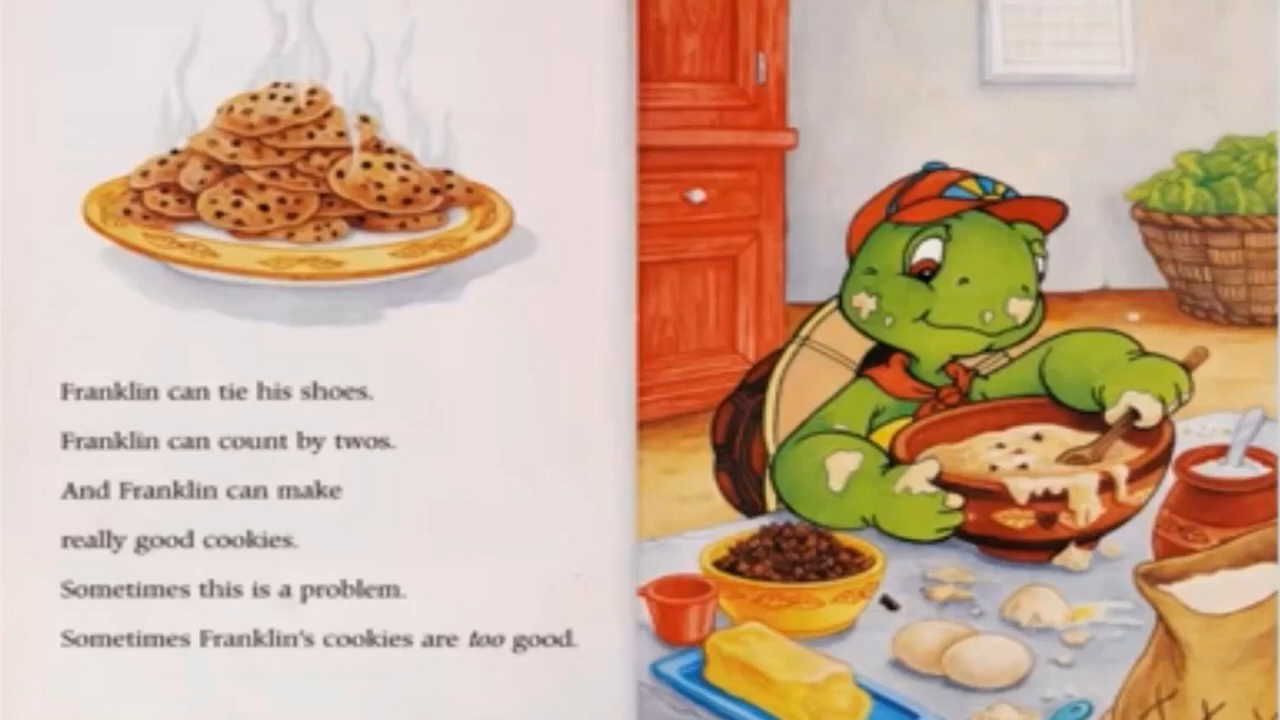 Franklin can tie his shoes.
Franklin can count by twos.
And Franklin can make
really good cookies.
Sometimes this is a problem.
Sometimes Franklin's cookies are too good.